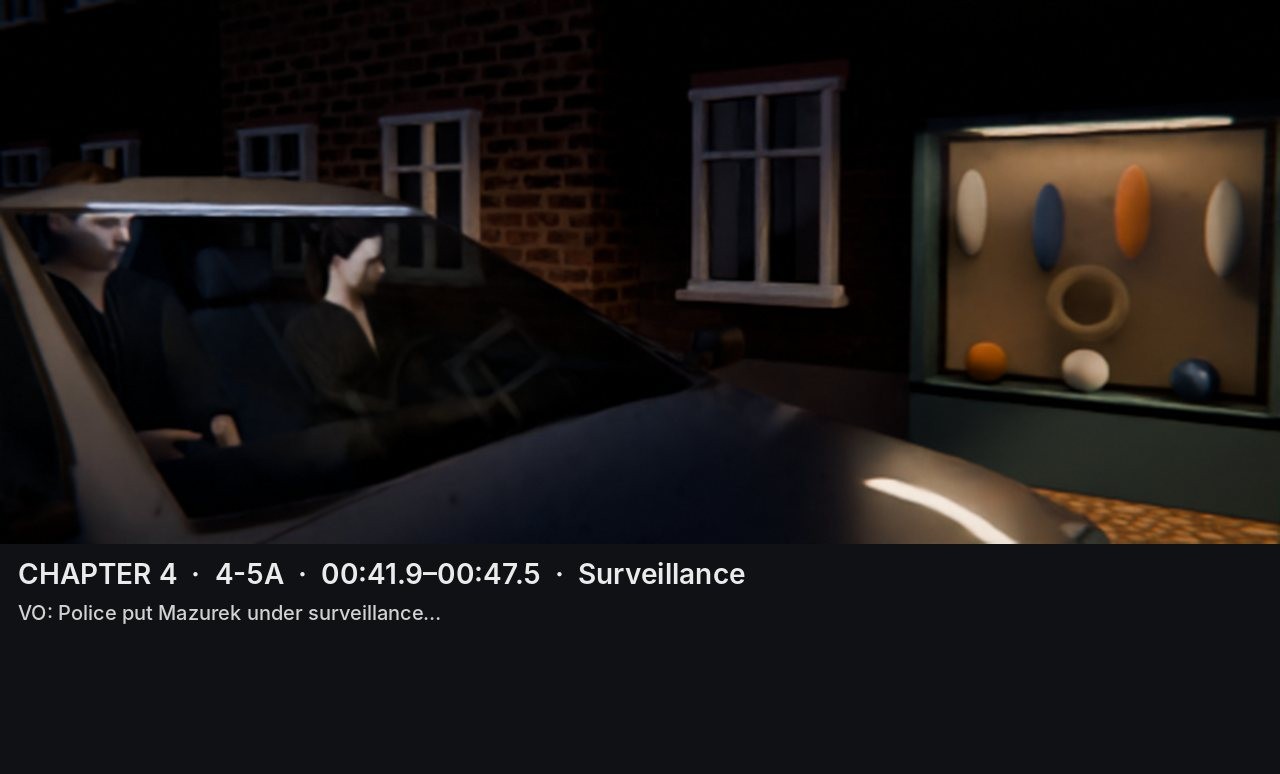 CHAPTER 4 · 4-5A · 00:41.9–00:47.5 · Surveillance
VO: Police put Mazurek under surveillance...